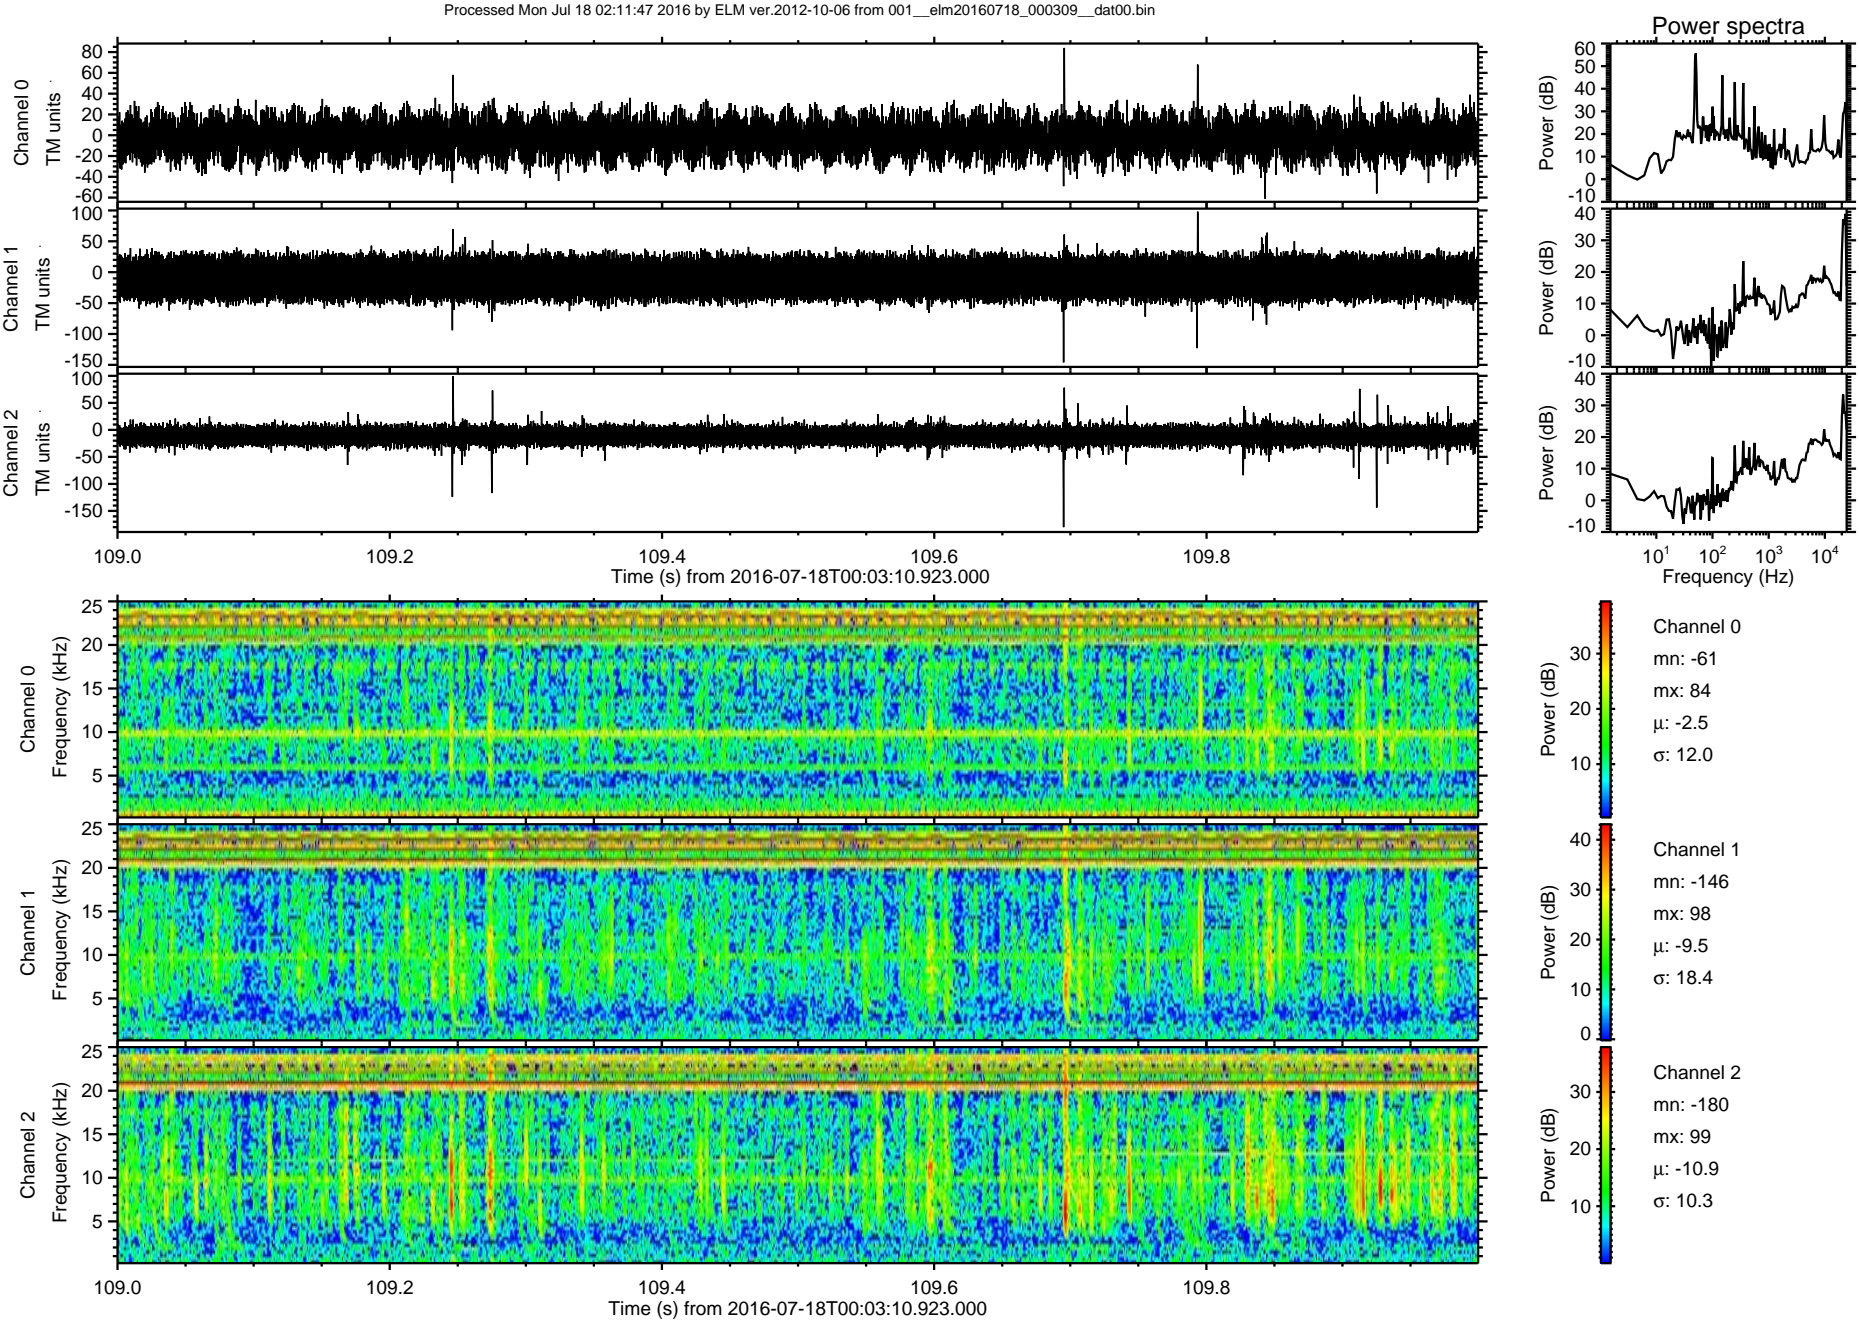 Processed Mon Jul 18 02:11:47 2016 by ELM ver.2012-10-06 from 001__elm20160718_000309__dat00.bin
Power spectra
Channel 0
TM units
80
60
40
20
0
-20
-40
-60
Power (dB)
60
50
40
30
20
10
0
-10
Channel 1
TM units
100
50
0
-50
-100
-150
Power (dB)
40
30
20
10
0
-10
Channel 2
TM units
100
50
0
-50
-100
-150
Power (dB)
40
30
20
10
0
-10
109.0 109.2 109.4 109.6 109.8
Time (s) from 2016-07-18T00:03:10.923.000
10¹ 10² 10³ 10⁴
Frequency (Hz)
Channel 0
Frequency (kHz)
25
20
15
10
5
Power (dB)
30
20
10
Channel 0
mn: -61
mx: 84
μ: -2.5
σ: 12.0
Channel 1
Frequency (kHz)
25
20
15
10
5
Power (dB)
40
30
20
10
0
Channel 1
mn: -146
mx: 98
μ: -9.5
σ: 18.4
Channel 2
Frequency (kHz)
25
20
15
10
5
Power (dB)
30
20
10
Channel 2
mn: -180
mx: 99
μ: -10.9
σ: 10.3
109.0 109.2 109.4 109.6 109.8
Time (s) from 2016-07-18T00:03:10.923.000